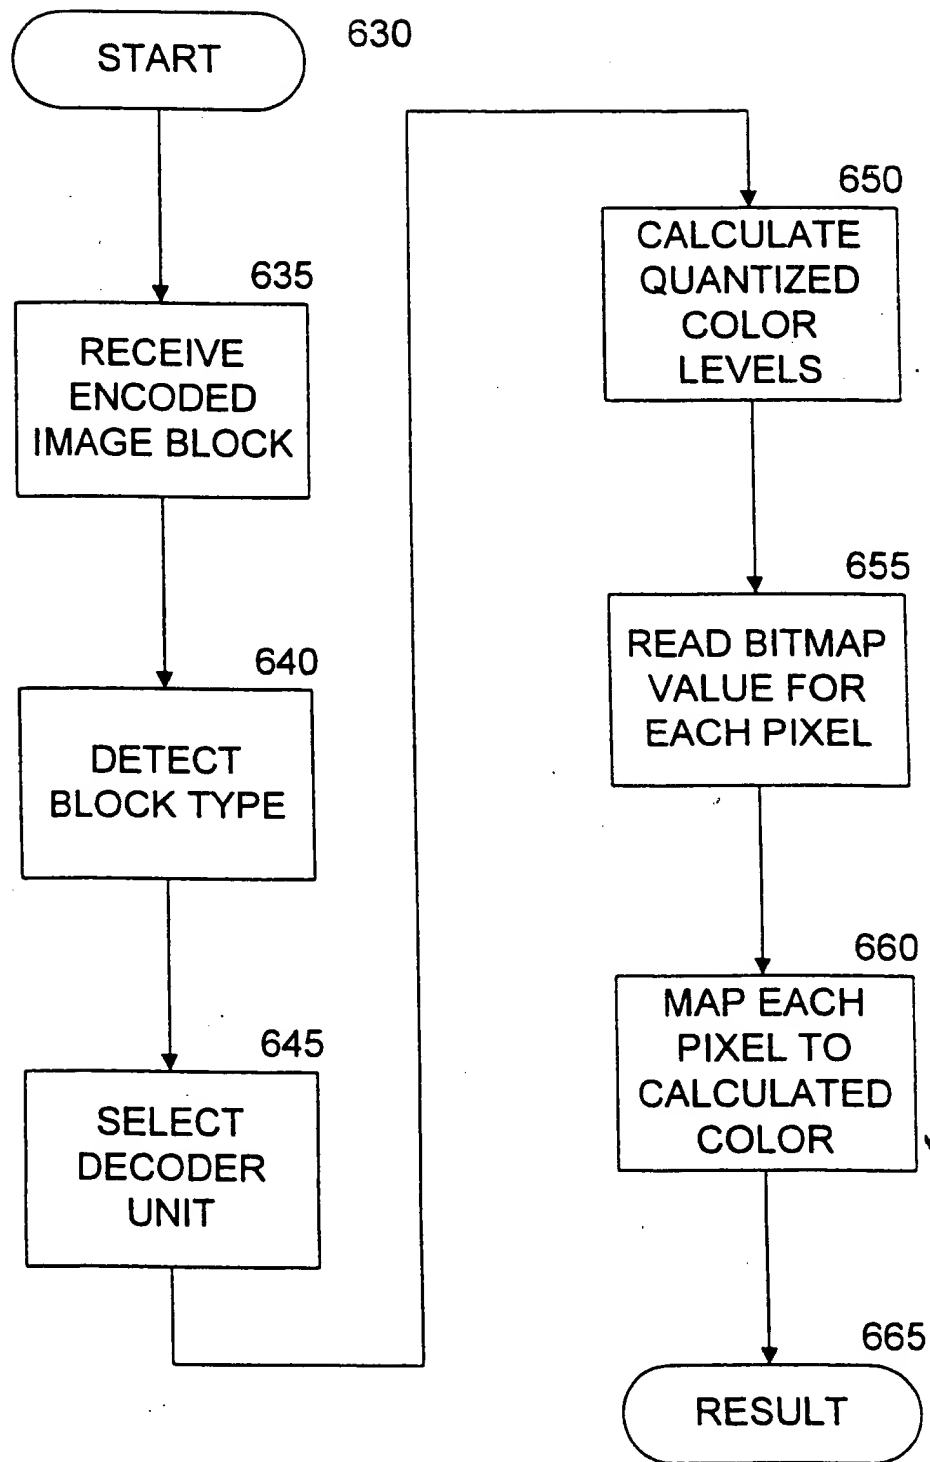 START
630
635
RECEIVE
ENCODED
IMAGE BLOCK
640
DETECT
BLOCK TYPE
645
SELECT
DECODER
UNIT
650
CALCULATE
QUANTIZED
COLOR
LEVELS
655
READ BITMAP
VALUE FOR
EACH PIXEL
660
MAP EACH
PIXEL TO
CALCULATED
COLOR
665
RESULT